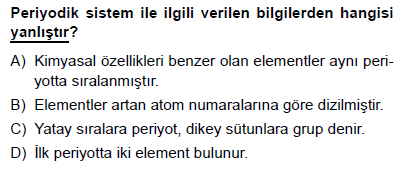 Periyodik sistem ile ilgili verilen bilgilerden hangisi
yanlıştır?
A) Kimyasal özellikleri benzer olan elementler aynı peri-
yotta sıralanmıştır.
B) Elementler artan atom numaralarına göre dizilmiştir.
C) Yatay sıralara periyot, dikey sütunlara grup denir.
D) İlk periyotta iki element bulunur.